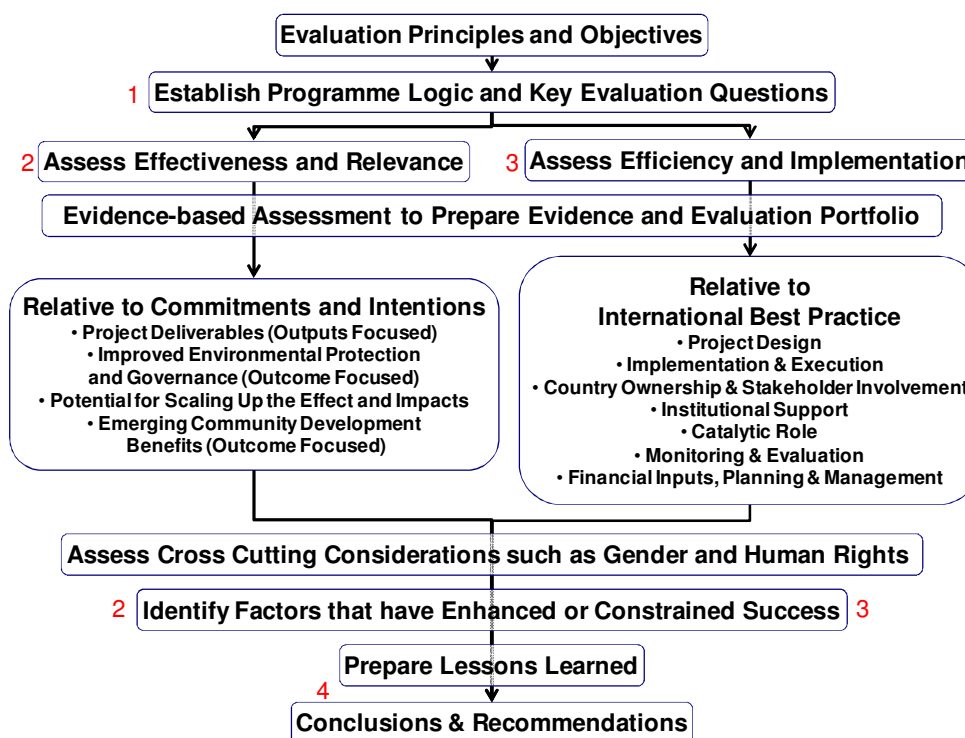 Evaluation Principles and Objectives
1 Establish Programme Logic and Key Evaluation Questions
2 Assess Effectiveness and Relevance
3 Assess Efficiency and Implementation
Evidence-based Assessment to Prepare Evidence and Evaluation Portfolio
Relative to Commitments and Intentions
• Project Deliverables (Outputs Focused)
• Improved Environmental Protection
and Governance (Outcome Focused)
• Potential for Scaling Up the Effect and Impacts
• Emerging Community Development
Benefits (Outcome Focused)
Relative to
International Best Practice
• Project Design
• Implementation & Execution
• Country Ownership & Stakeholder Involvement
• Institutional Support
• Catalytic Role
• Monitoring & Evaluation
• Financial Inputs, Planning & Management
Assess Cross Cutting Considerations such as Gender and Human Rights
2 Identify Factors that have Enhanced or Constrained Success 3
Prepare Lessons Learned
4
Conclusions & Recommendations